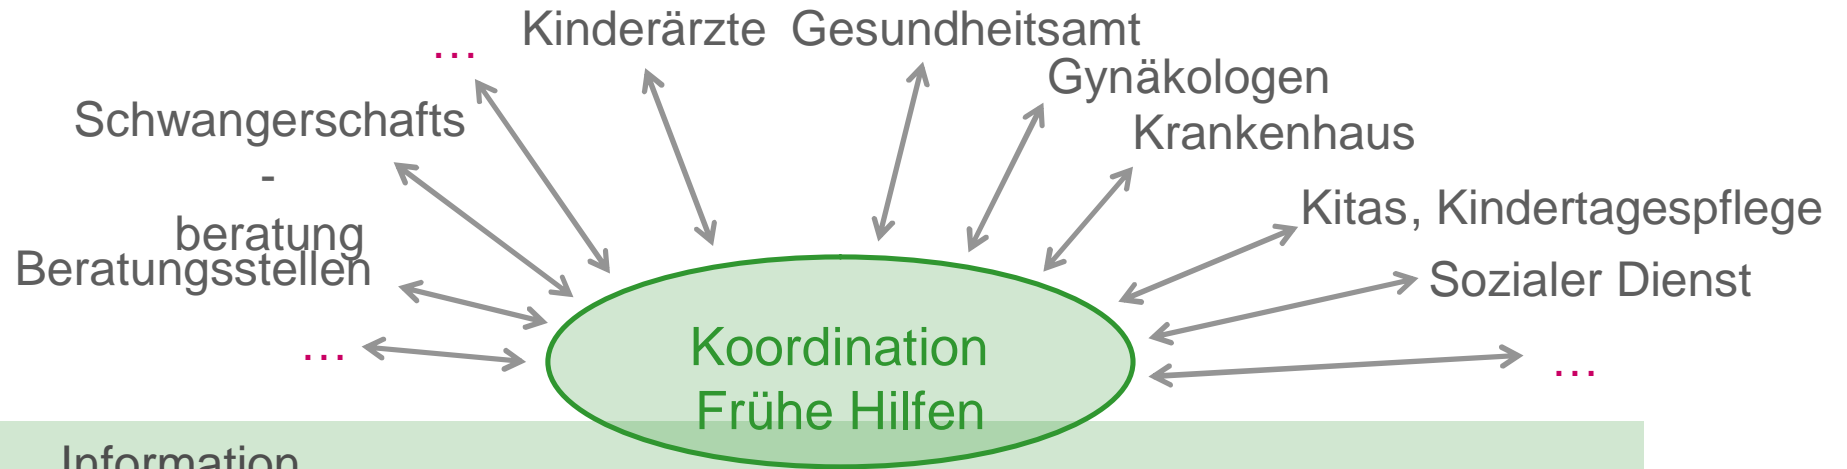 …
Kinderärzte
Gesundheitsamt
Gynäkologen
Krankenhaus
Schwangerschafts
-
beratung
Beratungsstellen
…
Kitas, Kindertagespflege
Sozialer Dienst
…
Koordination
Frühe Hilfen
Information